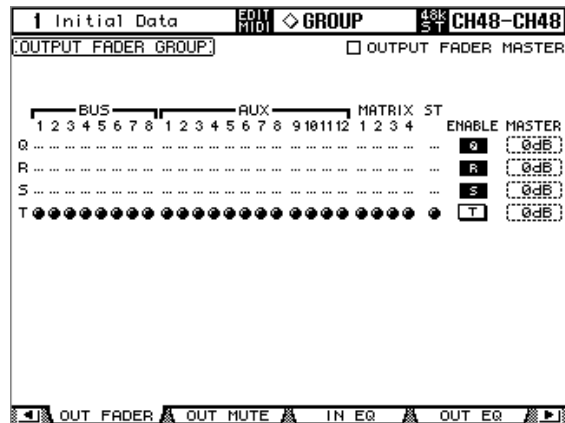 1 Initial Data EDIT MIDI ◇ GROUP 48k ST CH48-CH48
OUTPUT FADER GROUP
OUTPUT FADER MASTER
BUS AUX MATRIX ST
1 2 3 4 5 6 7 8 1 2 3 4 5 6 7 8 9 10 11 12 1 2 3 4 ENABLE MASTER
Q Q 0dB
R R 0dB
S S 0dB
T T 0dB
OUT FADER OUT MUTE IN EQ OUT EQ